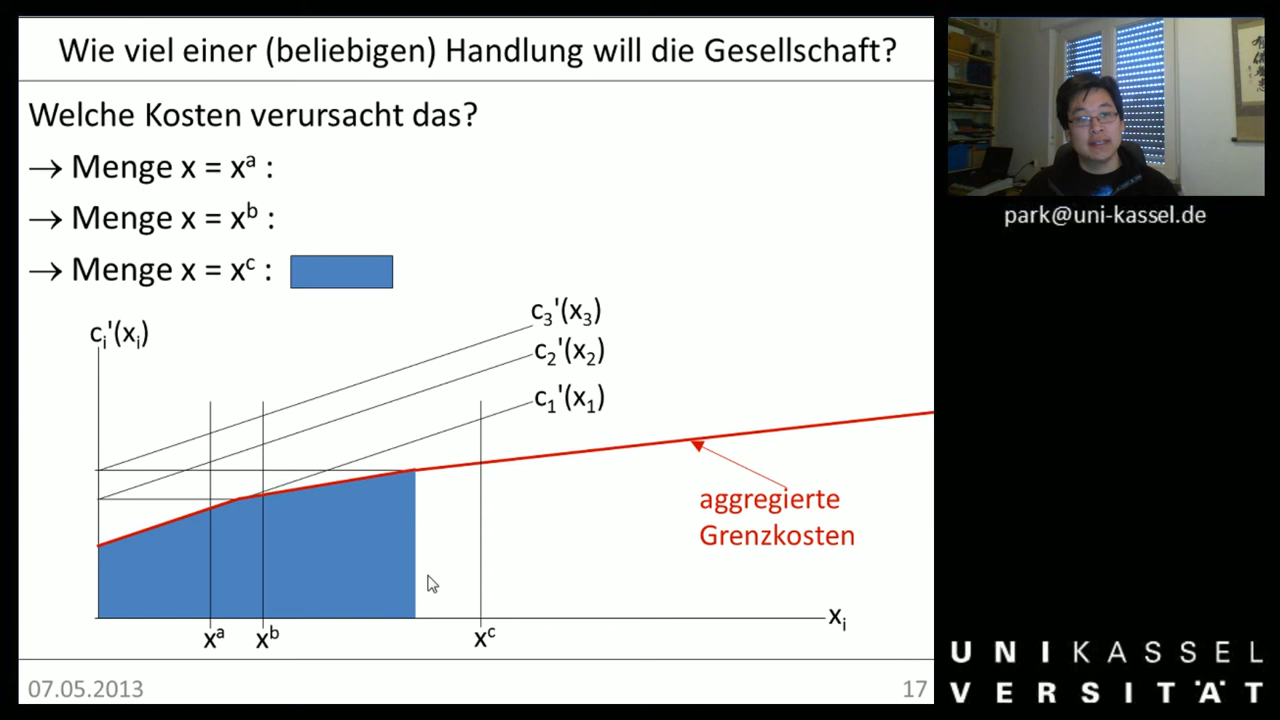 Wie viel einer (beliebigen) Handlung will die Gesellschaft?
Welche Kosten verursacht das?
→ Menge x = xᵃ :
→ Menge x = xᵇ :
→ Menge x = xᶜ :
cᵢ'(xᵢ)
c₃'(x₃)
c₂'(x₂)
c₁'(x₁)
aggregierte
Grenzkosten
xᵢ
xᵃ xᵇ xᶜ
07.05.2013 17
park@uni-kassel.de
UNIKASSEL
VERSITÄT